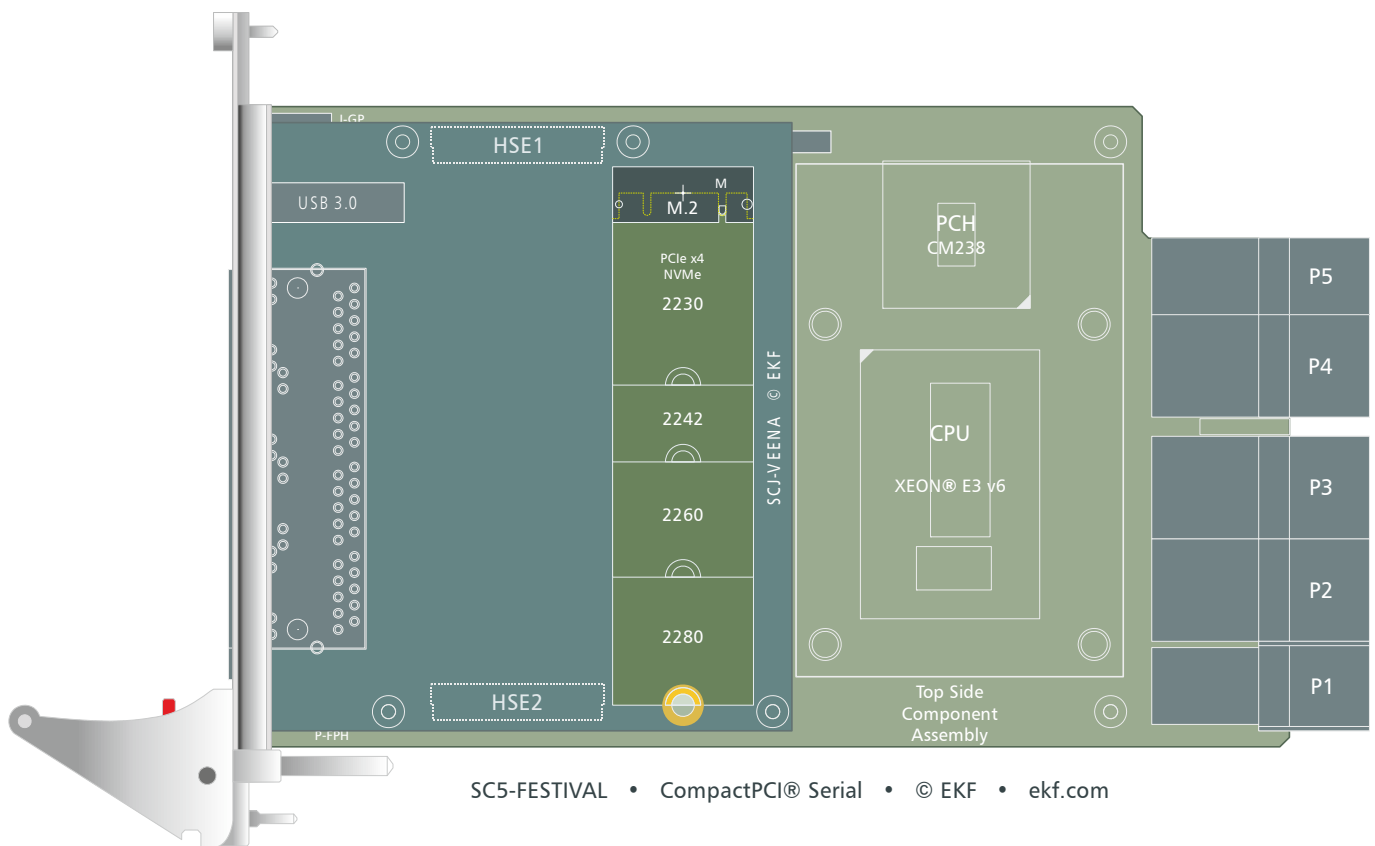 J-GP
HSE1
USB 3.0
M
M.2
PCIe x4
NVMe
2230
2242
2260
2280
SCJ-VEENA © EKF
HSE2
P-FPH
PCH
CM238
CPU
XEON® E3 v6
Top Side
Component
Assembly
P5
P4
P3
P2
P1
SC5-FESTIVAL • CompactPCI® Serial • © EKF • ekf.com